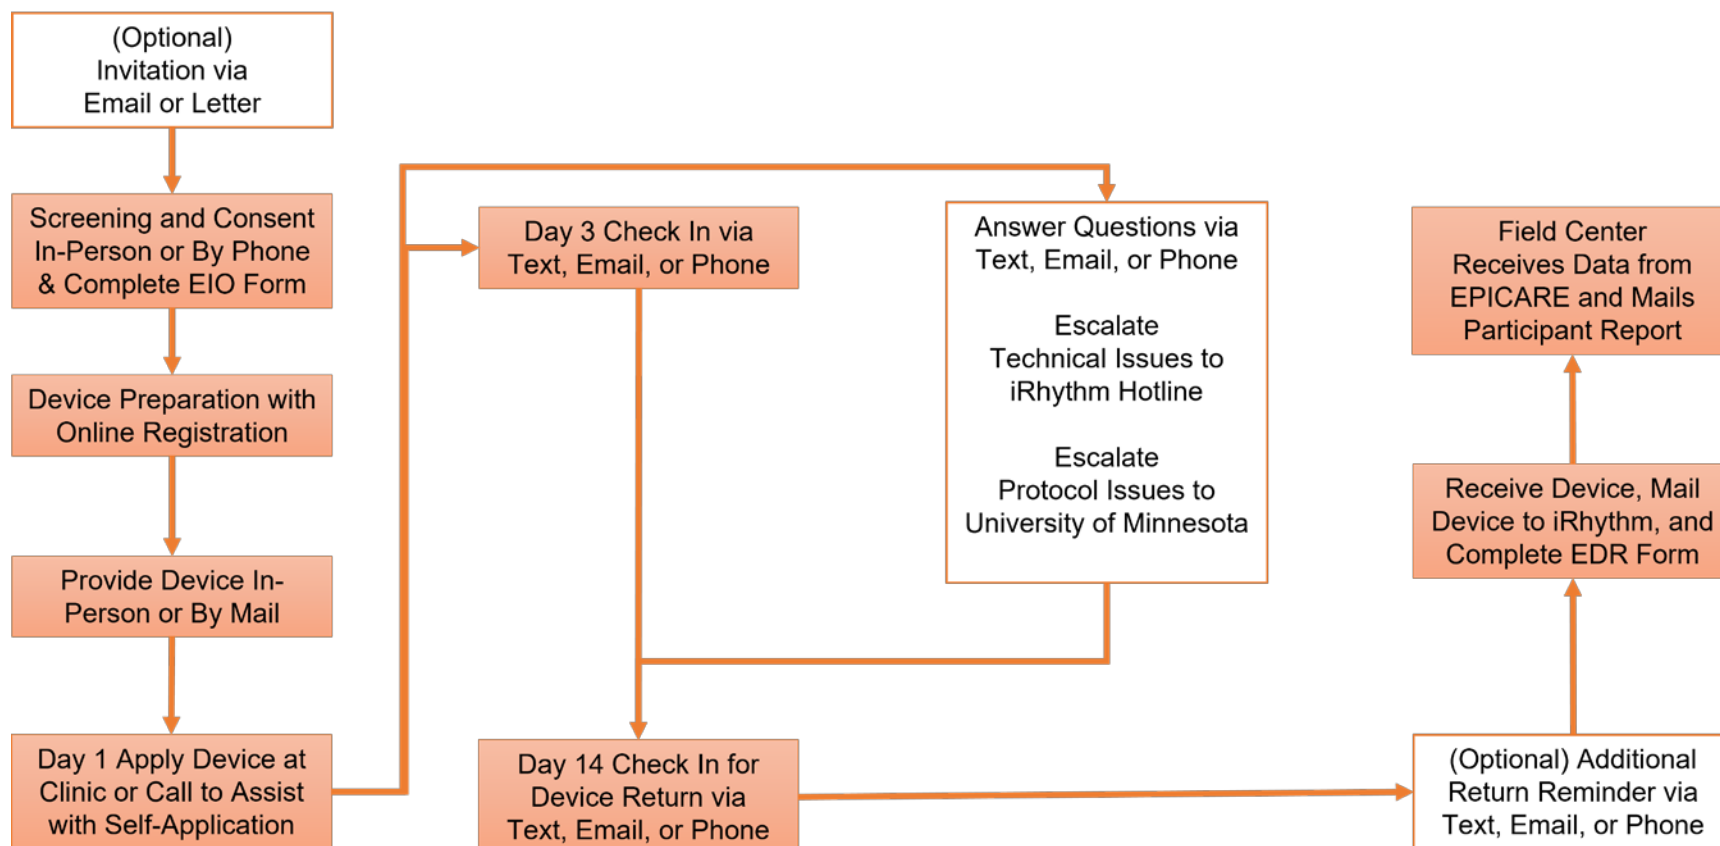 (Optional)
Invitation via
Email or Letter
Screening and Consent
In-Person or By Phone
& Complete EIO Form
Device Preparation with
Online Registration
Provide Device In-
Person or By Mail
Day 1 Apply Device at
Clinic or Call to Assist
with Self-Application
Day 3 Check In via
Text, Email, or Phone
Answer Questions via
Text, Email, or Phone
Escalate
Technical Issues to
iRhythm Hotline
Escalate
Protocol Issues to
University of Minnesota
Day 14 Check In for
Device Return via
Text, Email, or Phone
(Optional) Additional
Return Reminder via
Text, Email, or Phone
Receive Device, Mail
Device to iRhythm, and
Complete EDR Form
Field Center
Receives Data from
EPICARE and Mails
Participant Report